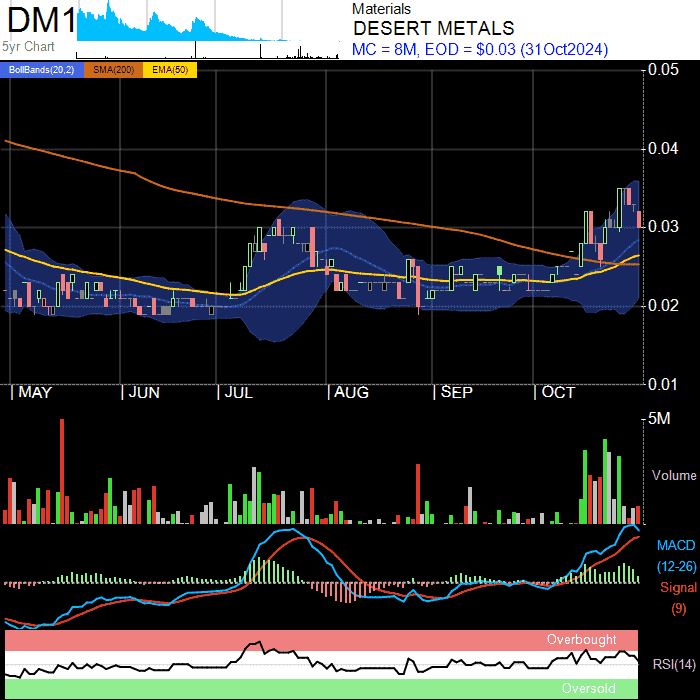 DM1
5yr Chart
Materials
DESERT METALS
MC = 8M, EOD = $0.03 (31Oct2024)
BollBands(20,2) SMA(200) EMA(50)
0.05
0.04
0.03
0.02
0.01
MAY JUN JUL AUG SEP OCT
5M
Volume
MACD
(12-26)
Signal
(9)
Overbought
RSI(14)
Oversold